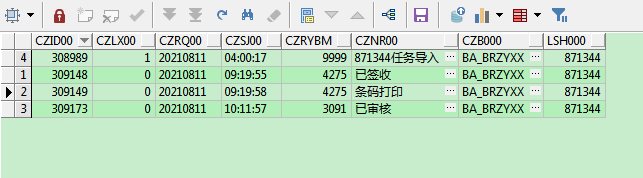 CZID00 CZLX00 CZRQ00 CZSJ00 CZRYBM CZNR00 CZB000 LSH000
4 308989 1 20210811 04:00:17 9999 871344任务导入 ... BA_BRZYXX ... 871344
1 309148 0 20210811 09:19:55 4275 已签收 ... BA_BRZYXX ... 871344
2 309149 0 20210811 09:19:58 4275 条码打印 ... BA_BRZYXX ... 871344
3 309173 0 20210811 10:11:57 3091 已审核 ... BA_BRZYXX ... 871344